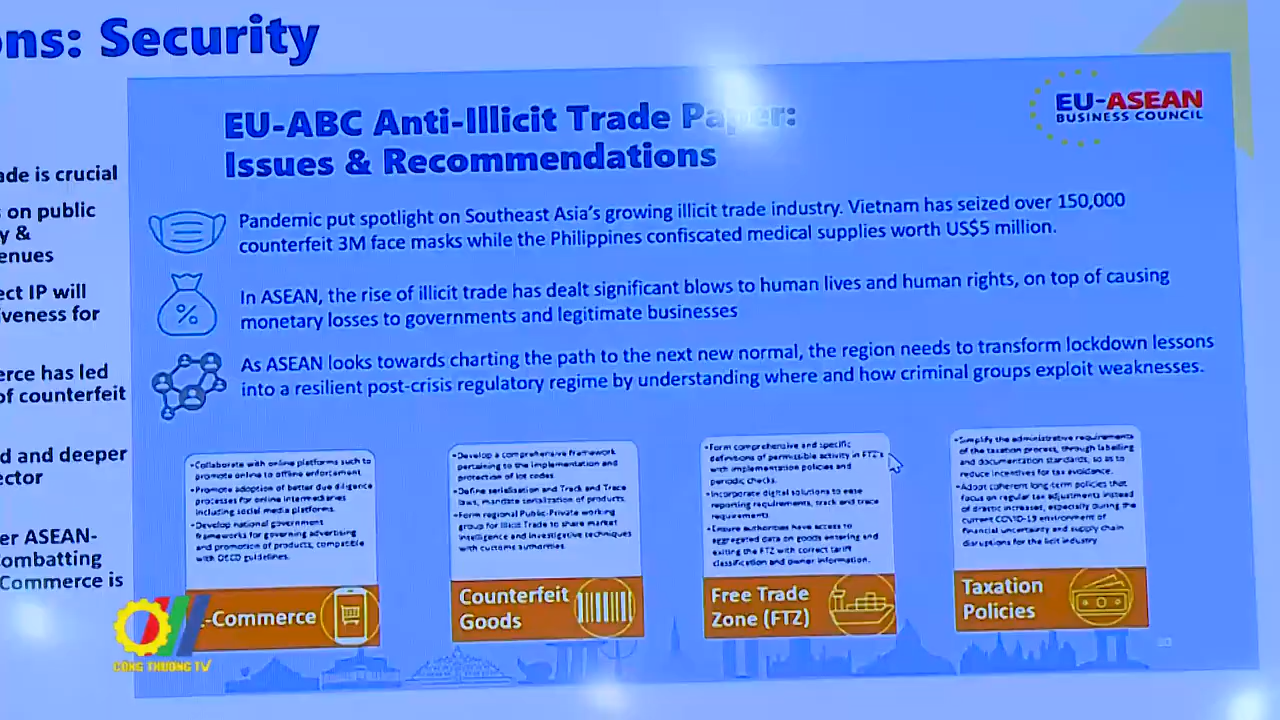 ons: Security
ade is crucial
s on public
y &
enues
ect IP will
iveness for
erce has led
of counterfeit
d and deeper
ector
er ASEAN-
ombatting
Commerce is
EU-ASEAN
BUSINESS COUNCIL
EU-ABC Anti-Illicit Trade Paper:
Issues & Recommendations
Pandemic put spotlight on Southeast Asia's growing illicit trade industry. Vietnam has seized over 150,000
counterfeit 3M face masks while the Philippines confiscated medical supplies worth US$5 million.
%
In ASEAN, the rise of illicit trade has dealt significant blows to human lives and human rights, on top of causing
monetary losses to governments and legitimate businesses
As ASEAN looks towards charting the path to the next new normal, the region needs to transform lockdown lessons
into a resilient post-crisis regulatory regime by understanding where and how criminal groups exploit weaknesses.
•Collaborate with online platforms such to
promote online to offline enforcement.
•Promote adoption of better due diligence
processes for online intermediaries
including social media platforms.
•Develop national government
frameworks for governing advertising
and promotion of products, compatible
with OECD guidelines.
-Commerce
•Develop a comprehensive framework
pertaining to the implementation and
protection of lot codes.
•Define serialisation and Track and Trace
laws, mandate serialization of products.
•Form regional Public-Private working
group for Illicit Trade to share market
intelligence and investigative techniques
with customs authorities
Counterfeit
Goods
•Form comprehensive and specific
definitions of permissible activity in FTZ's
with implementation policies and
periodic checks.
•Incorporate digital solutions to ease
reporting requirements, track and trace
requirements.
•Ensure authorities have access to
aggregated data on goods entering and
exiting the FTZ with correct tariff
classification and owner information.
Free Trade
Zone (FTZ)
•Simplify the administrative requirements
of the taxation process, through labelling
and documentation standards, so as to
reduce incentives for tax avoidance.
•Adopt coherent long-term policies that
focus on regular tax adjustments instead
of drastic increases, especially during the
current COVID-19 environment of
financial uncertainty and supply chain
disruptions for the licit industry.
Taxation
Policies
CÔNG THƯƠNG TV